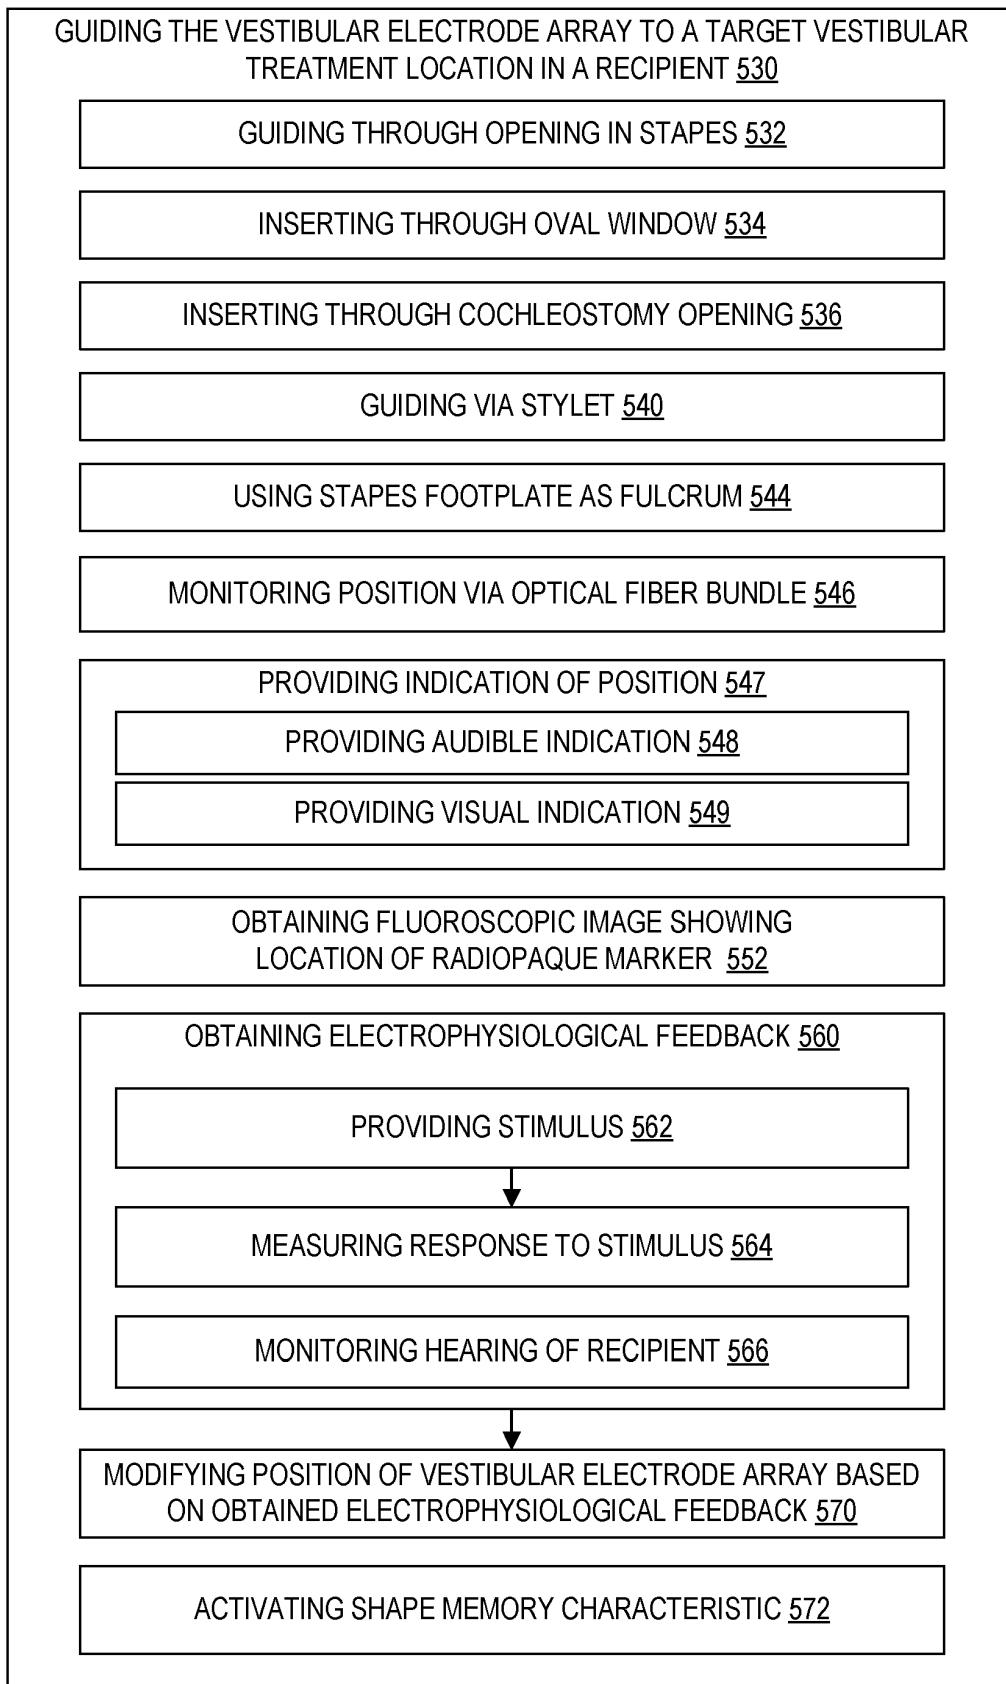 GUIDING THE VESTIBULAR ELECTRODE ARRAY TO A TARGET VESTIBULAR
TREATMENT LOCATION IN A RECIPIENT 530
GUIDING THROUGH OPENING IN STAPES 532
INSERTING THROUGH OVAL WINDOW 534
INSERTING THROUGH COCHLEOSTOMY OPENING 536
GUIDING VIA STYLET 540
USING STAPES FOOTPLATE AS FULCRUM 544
MONITORING POSITION VIA OPTICAL FIBER BUNDLE 546
PROVIDING INDICATION OF POSITION 547
PROVIDING AUDIBLE INDICATION 548
PROVIDING VISUAL INDICATION 549
OBTAINING FLUOROSCOPIC IMAGE SHOWING
LOCATION OF RADIOPAQUE MARKER 552
OBTAINING ELECTROPHYSIOLOGICAL FEEDBACK 560
PROVIDING STIMULUS 562
MEASURING RESPONSE TO STIMULUS 564
MONITORING HEARING OF RECIPIENT 566
MODIFYING POSITION OF VESTIBULAR ELECTRODE ARRAY BASED
ON OBTAINED ELECTROPHYSIOLOGICAL FEEDBACK 570
ACTIVATING SHAPE MEMORY CHARACTERISTIC 572